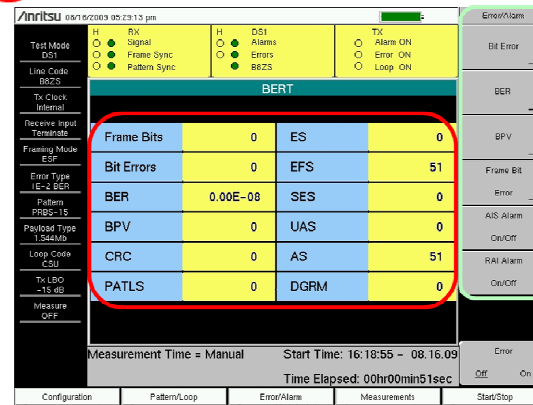 Anritsu 08/16/2009 05:29:13 pm
Test Mode
DS1
Line Code
B8ZS
Tx Clock
Internal
Receive Input
Terminate
Framing Mode
ESF
Error Type
1E-2 BER
Pattern
PRBS-15
Payload Type
1.544Mb
Loop Code
CSU
Tx LBO
-15 dB
Measure
OFF
H RX
Signal
Frame Sync
Pattern Sync
H DS1
Alarms
Errors
B8ZS
TX
Alarm ON
Error ON
Loop ON
BERT
Frame Bits 0 ES 0
Bit Errors 0 EFS 51
BER 0.00E-08 SES 0
BPV 0 UAS 0
CRC 0 AS 51
PATLS 0 DGRM 0
Measurement Time = Manual Start Time: 16:18:55 - 08.16.09
Time Elapsed: 00hr00min51sec
Error/Alarm
Bit Error
BER
BPV
Frame Bit
Error
AIS Alarm
On/Off
RAI Alarm
On/Off
Error
Off On
Configuration Pattern/Loop Error/Alarm Measurements Start/Stop